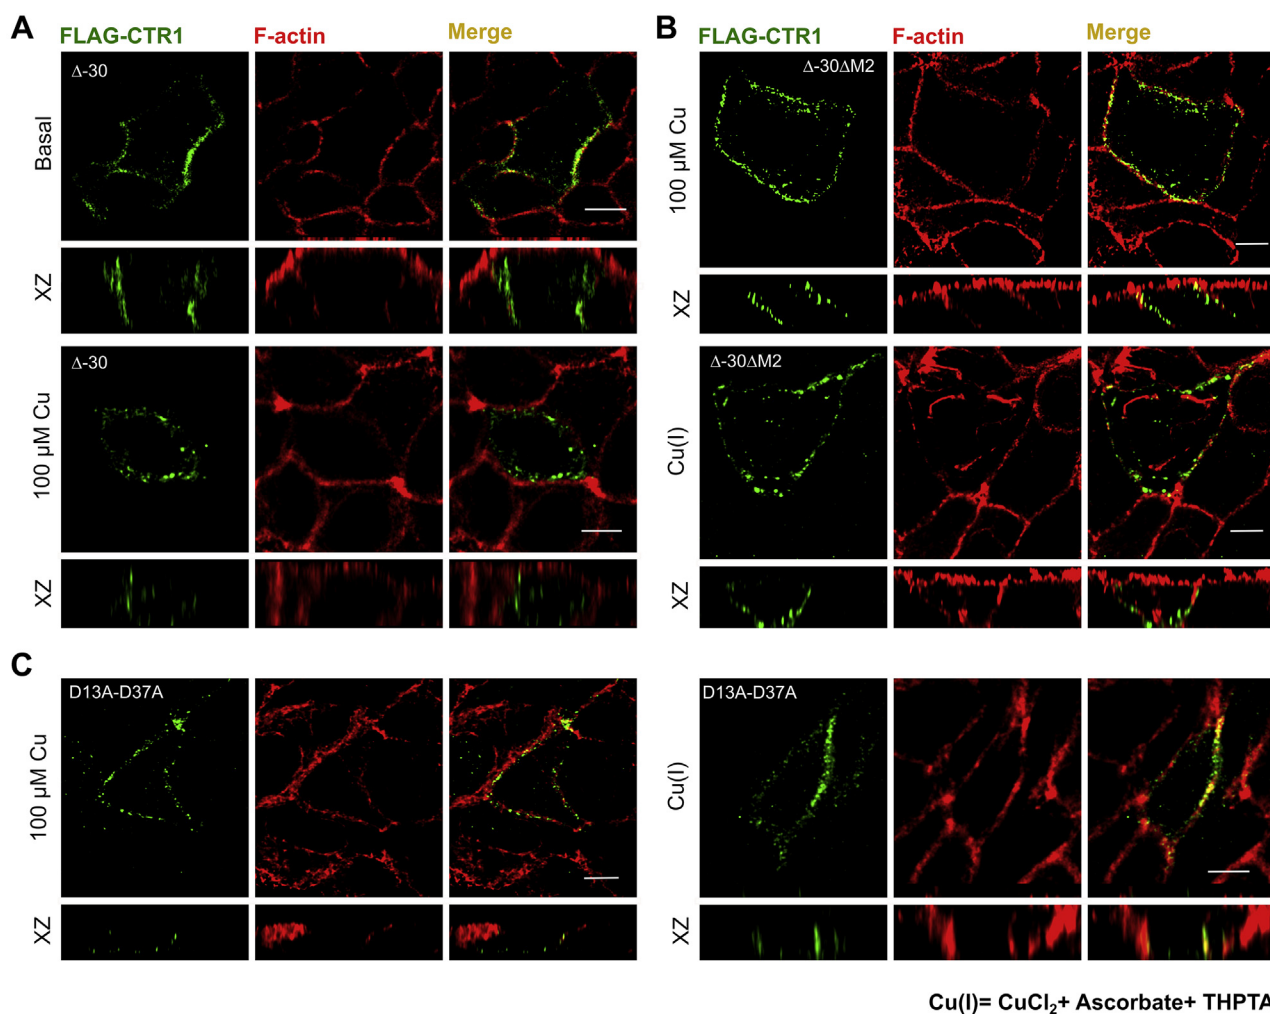 A
FLAG-CTR1
F-actin
Merge
Δ-30
Basal
XZ
Δ-30
100 µM Cu
XZ
B
FLAG-CTR1
F-actin
Merge
Δ-30ΔM2
100 µM Cu
XZ
Δ-30ΔM2
Cu(I)
XZ
C
D13A-D37A
100 µM Cu
XZ
D13A-D37A
Cu(I)
XZ
Cu(I)= CuCl₂+ Ascorbate+ THPTA